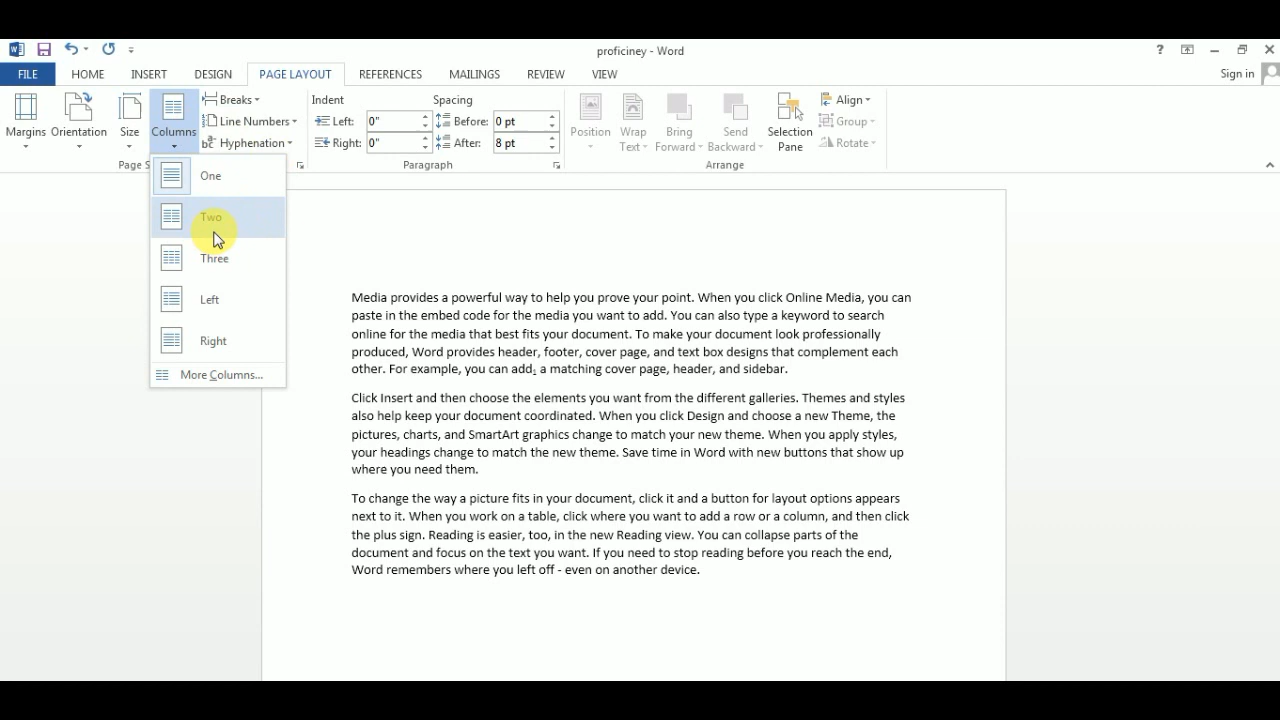 proficiney - Word
?
Sign in
FILE HOME INSERT DESIGN PAGE LAYOUT REFERENCES MAILINGS REVIEW VIEW
Margins
Orientation
Size
Columns
Breaks
Line Numbers
Hyphenation
Page S
Indent
Left: 0"
Right: 0"
Spacing
Before: 0 pt
After: 8 pt
Paragraph
Position
Wrap
Text
Bring
Forward
Send
Backward
Selection
Pane
Align
Group
Rotate
Arrange
One
Two
Three
Left
Right
More Columns...
Media provides a powerful way to help you prove your point. When you click Online Media, you can
paste in the embed code for the media you want to add. You can also type a keyword to search
online for the media that best fits your document. To make your document look professionally
produced, Word provides header, footer, cover page, and text box designs that complement each
other. For example, you can add₁ a matching cover page, header, and sidebar.
Click Insert and then choose the elements you want from the different galleries. Themes and styles
also help keep your document coordinated. When you click Design and choose a new Theme, the
pictures, charts, and SmartArt graphics change to match your new theme. When you apply styles,
your headings change to match the new theme. Save time in Word with new buttons that show up
where you need them.
To change the way a picture fits in your document, click it and a button for layout options appears
next to it. When you work on a table, click where you want to add a row or a column, and then click
the plus sign. Reading is easier, too, in the new Reading view. You can collapse parts of the
document and focus on the text you want. If you need to stop reading before you reach the end,
Word remembers where you left off - even on another device.